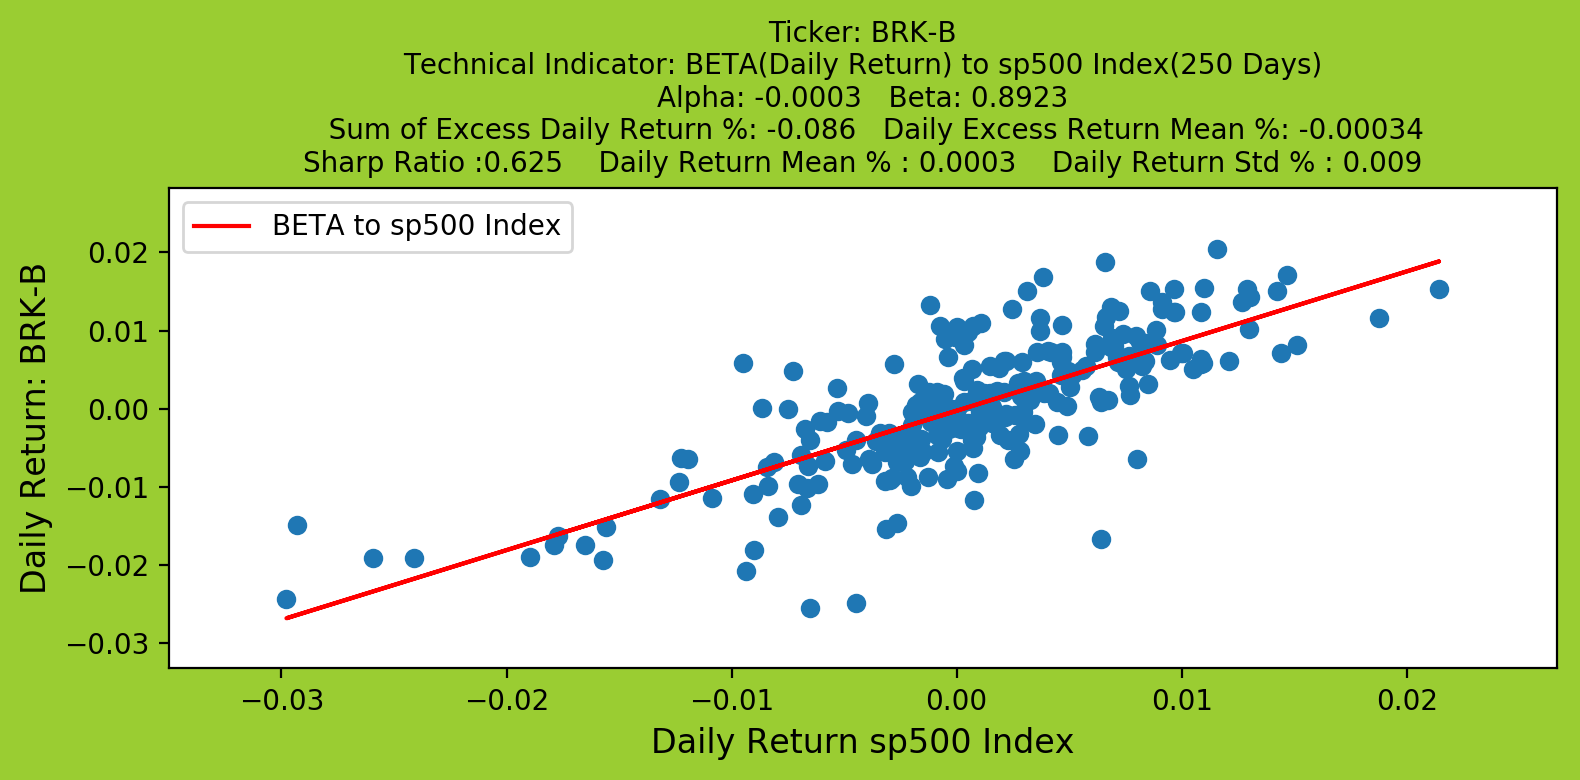 Ticker: BRK-B
Technical Indicator: BETA(Daily Return) to sp500 Index(250 Days)
Alpha: -0.0003 Beta: 0.8923
Sum of Excess Daily Return %: -0.086 Daily Excess Return Mean %: -0.00034
Sharp Ratio :0.625 Daily Return Mean % : 0.0003 Daily Return Std % : 0.009
BETA to sp500 Index
Daily Return: BRK-B
0.02
0.01
0.00
−0.01
−0.02
−0.03
−0.03 −0.02 −0.01 0.00 0.01 0.02
Daily Return sp500 Index